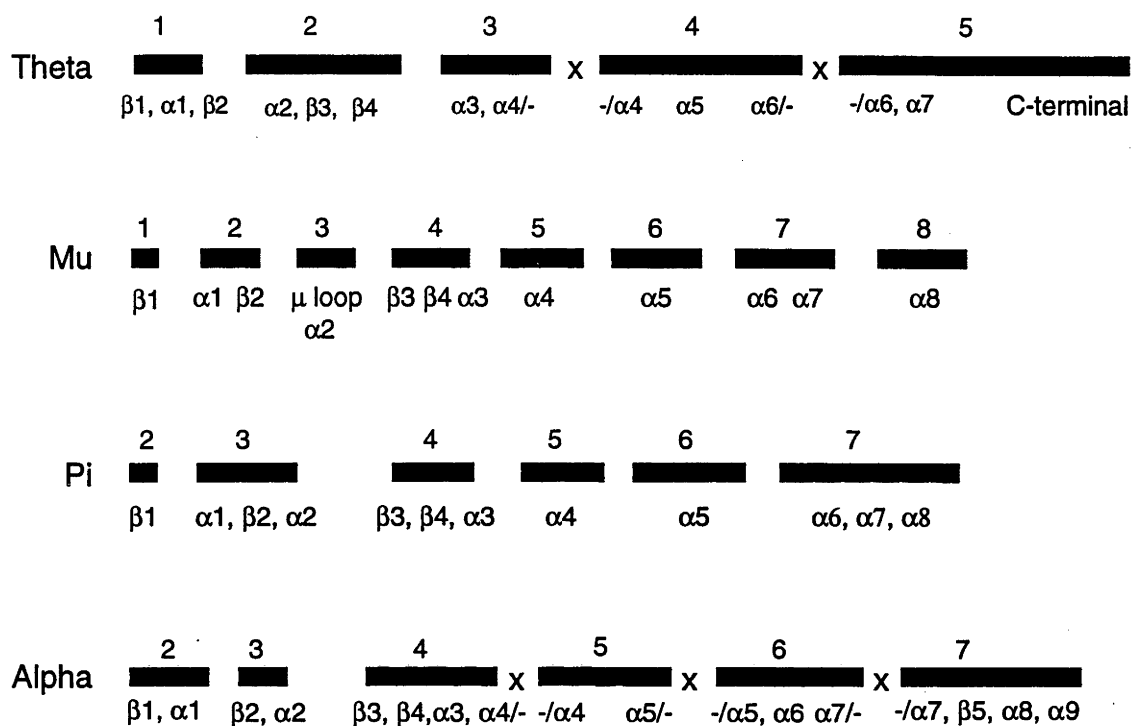 1 2 3 4 5
Theta x x
β1, α1, β2 α2, β3, β4 α3, α4/- -/α4 α5 α6/- -/α6, α7 C-terminal
1 2 3 4 5 6 7 8
Mu
β1 α1 β2 μ loop β3 β4 α3 α4 α5 α6 α7 α8
α2
2 3 4 5 6 7
Pi
β1 α1, β2, α2 β3, β4, α3 α4 α5 α6, α7, α8
2 3 4 5 6 7
Alpha x x x
β1, α1 β2, α2 β3, β4,α3, α4/- -/α4 α5/- -/α5, α6 α7/- -/α7, β5, α8, α9